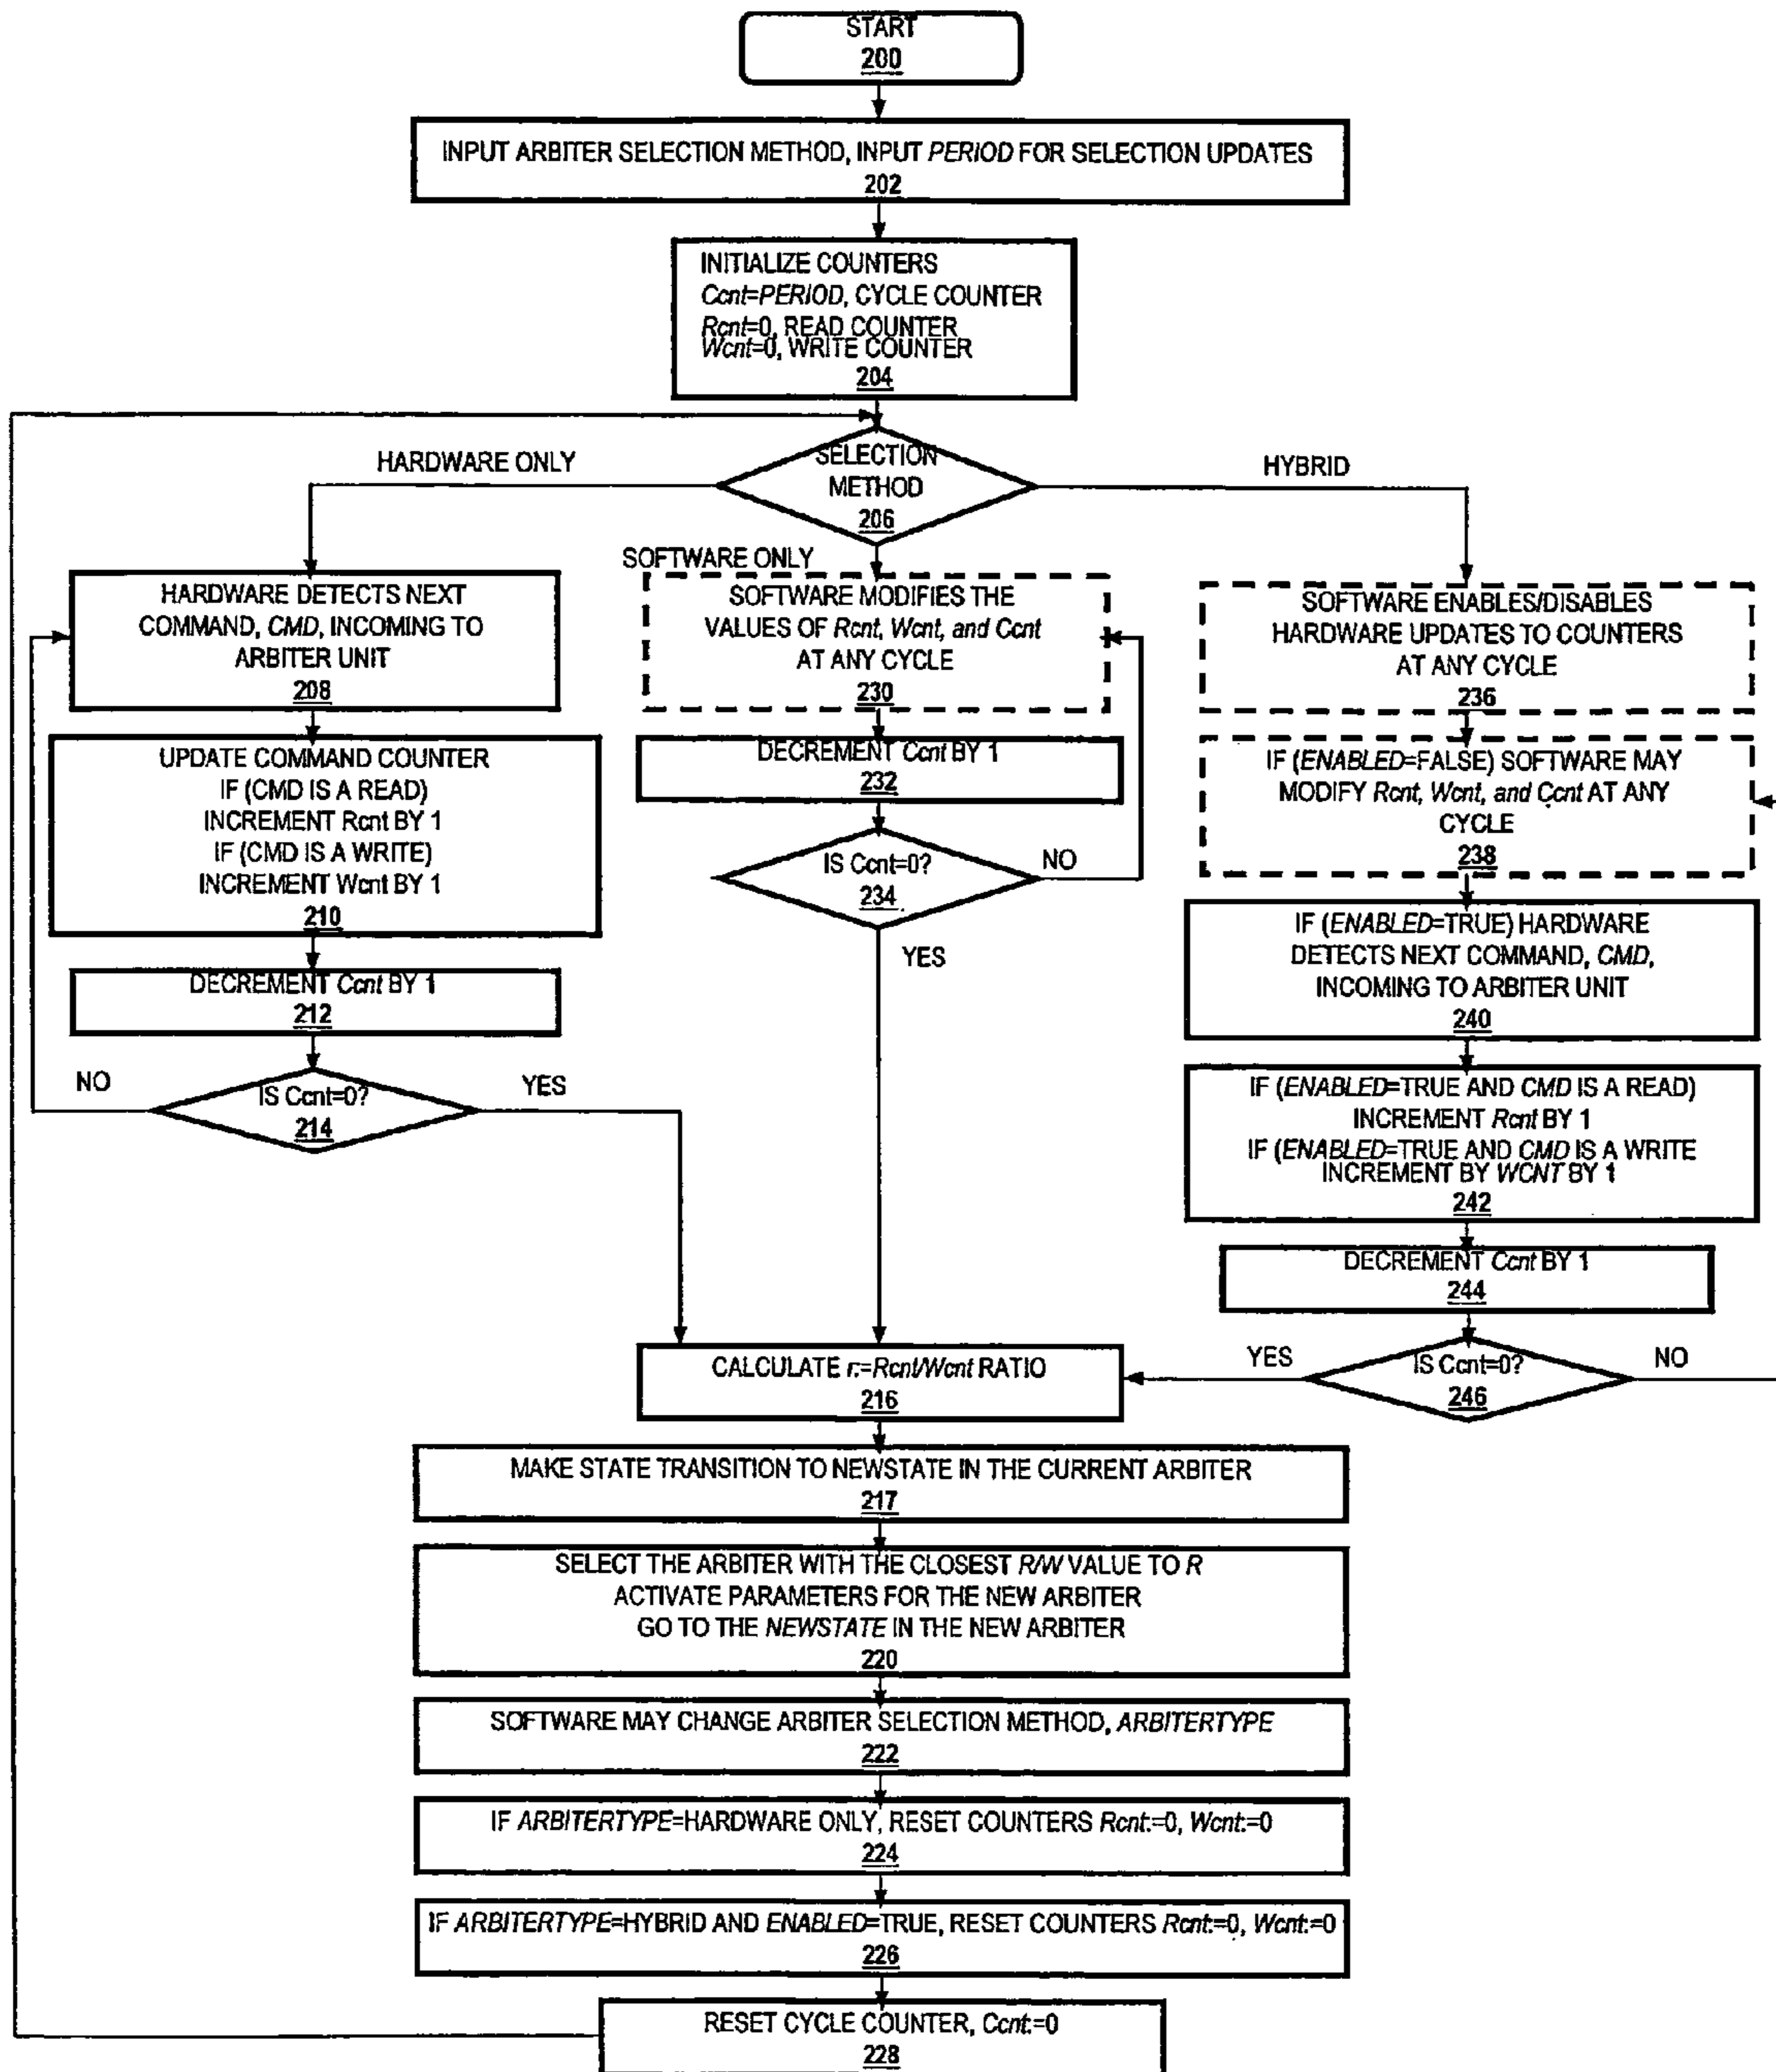 START
200
INPUT ARBITER SELECTION METHOD, INPUT PERIOD FOR SELECTION UPDATES
202
INITIALIZE COUNTERS
Ccnt=PERIOD, CYCLE COUNTER
Rcnt=0, READ COUNTER
Wcnt=0, WRITE COUNTER
204
SELECTION
METHOD
206
HARDWARE ONLY
HARDWARE DETECTS NEXT
COMMAND, CMD, INCOMING TO
ARBITER UNIT
208
UPDATE COMMAND COUNTER
IF (CMD IS A READ)
INCREMENT Rcnt BY 1
IF (CMD IS A WRITE)
INCREMENT Wcnt BY 1
210
DECREMENT Ccnt BY 1
212
IS Ccnt=0?
214
NO
YES
SOFTWARE ONLY
SOFTWARE MODIFIES THE
VALUES OF Rcnt, Wcnt, and Ccnt
AT ANY CYCLE
230
DECREMENT Ccnt BY 1
232
IS Ccnt=0?
234
NO
YES
HYBRID
SOFTWARE ENABLES/DISABLES
HARDWARE UPDATES TO COUNTERS
AT ANY CYCLE
236
IF (ENABLED=FALSE) SOFTWARE MAY
MODIFY Rcnt, Wcnt, and Ccnt AT ANY
CYCLE
238
IF (ENABLED=TRUE) HARDWARE
DETECTS NEXT COMMAND, CMD,
INCOMING TO ARBITER UNIT
240
IF (ENABLED=TRUE AND CMD IS A READ)
INCREMENT Rcnt BY 1
IF (ENABLED=TRUE AND CMD IS A WRITE
INCREMENT BY WCNT BY 1
242
DECREMENT Ccnt BY 1
244
IS Ccnt=0?
246
YES
NO
CALCULATE r:=Rcnt/Wcnt RATIO
216
MAKE STATE TRANSITION TO NEWSTATE IN THE CURRENT ARBITER
217
SELECT THE ARBITER WITH THE CLOSEST R/W VALUE TO R
ACTIVATE PARAMETERS FOR THE NEW ARBITER
GO TO THE NEWSTATE IN THE NEW ARBITER
220
SOFTWARE MAY CHANGE ARBITER SELECTION METHOD, ARBITERTYPE
222
IF ARBITERTYPE=HARDWARE ONLY, RESET COUNTERS Rcnt:=0, Wcnt:=0
224
IF ARBITERTYPE=HYBRID AND ENABLED=TRUE, RESET COUNTERS Rcnt:=0, Wcnt:=0
226
RESET CYCLE COUNTER, Ccnt:=0
228